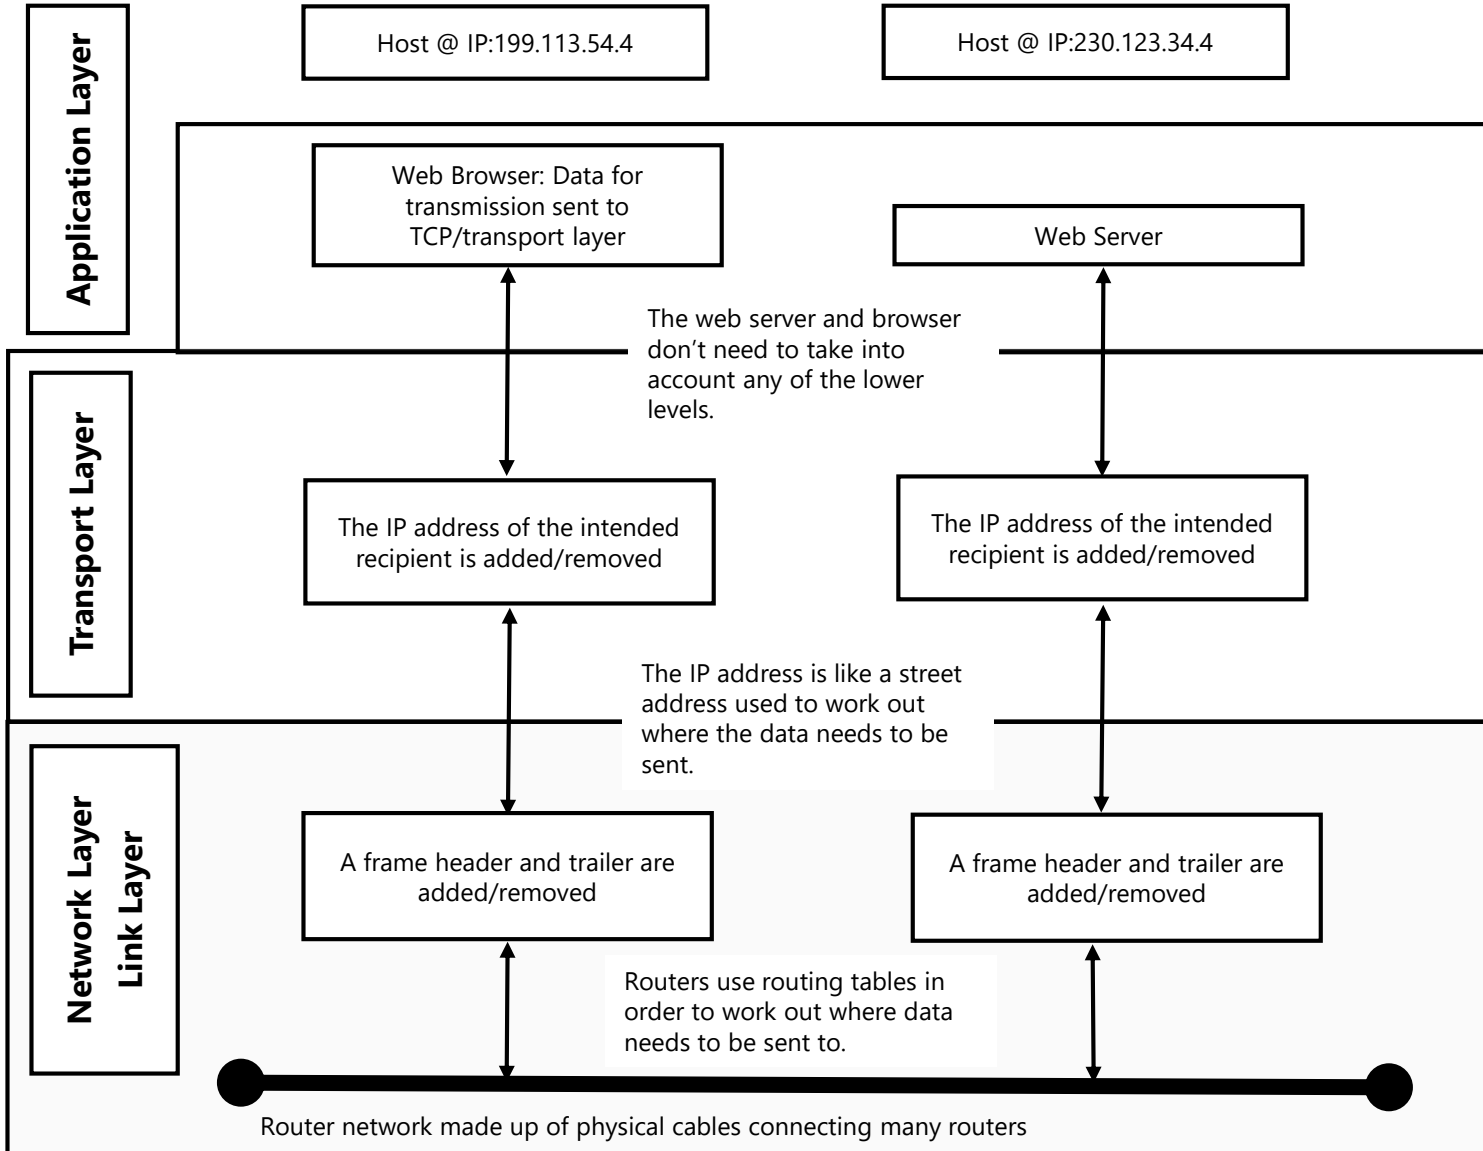 Application Layer
Host @ IP:199.113.54.4
Host @ IP:230.123.34.4
Web Browser: Data for
transmission sent to
TCP/transport layer
Web Server
The web server and browser
don’t need to take into
account any of the lower
levels.
Transport Layer
The IP address of the intended
recipient is added/removed
The IP address of the intended
recipient is added/removed
The IP address is like a street
address used to work out
where the data needs to be
sent.
Network Layer
Link Layer
A frame header and trailer are
added/removed
A frame header and trailer are
added/removed
Routers use routing tables in
order to work out where data
needs to be sent to.
Router network made up of physical cables connecting many routers